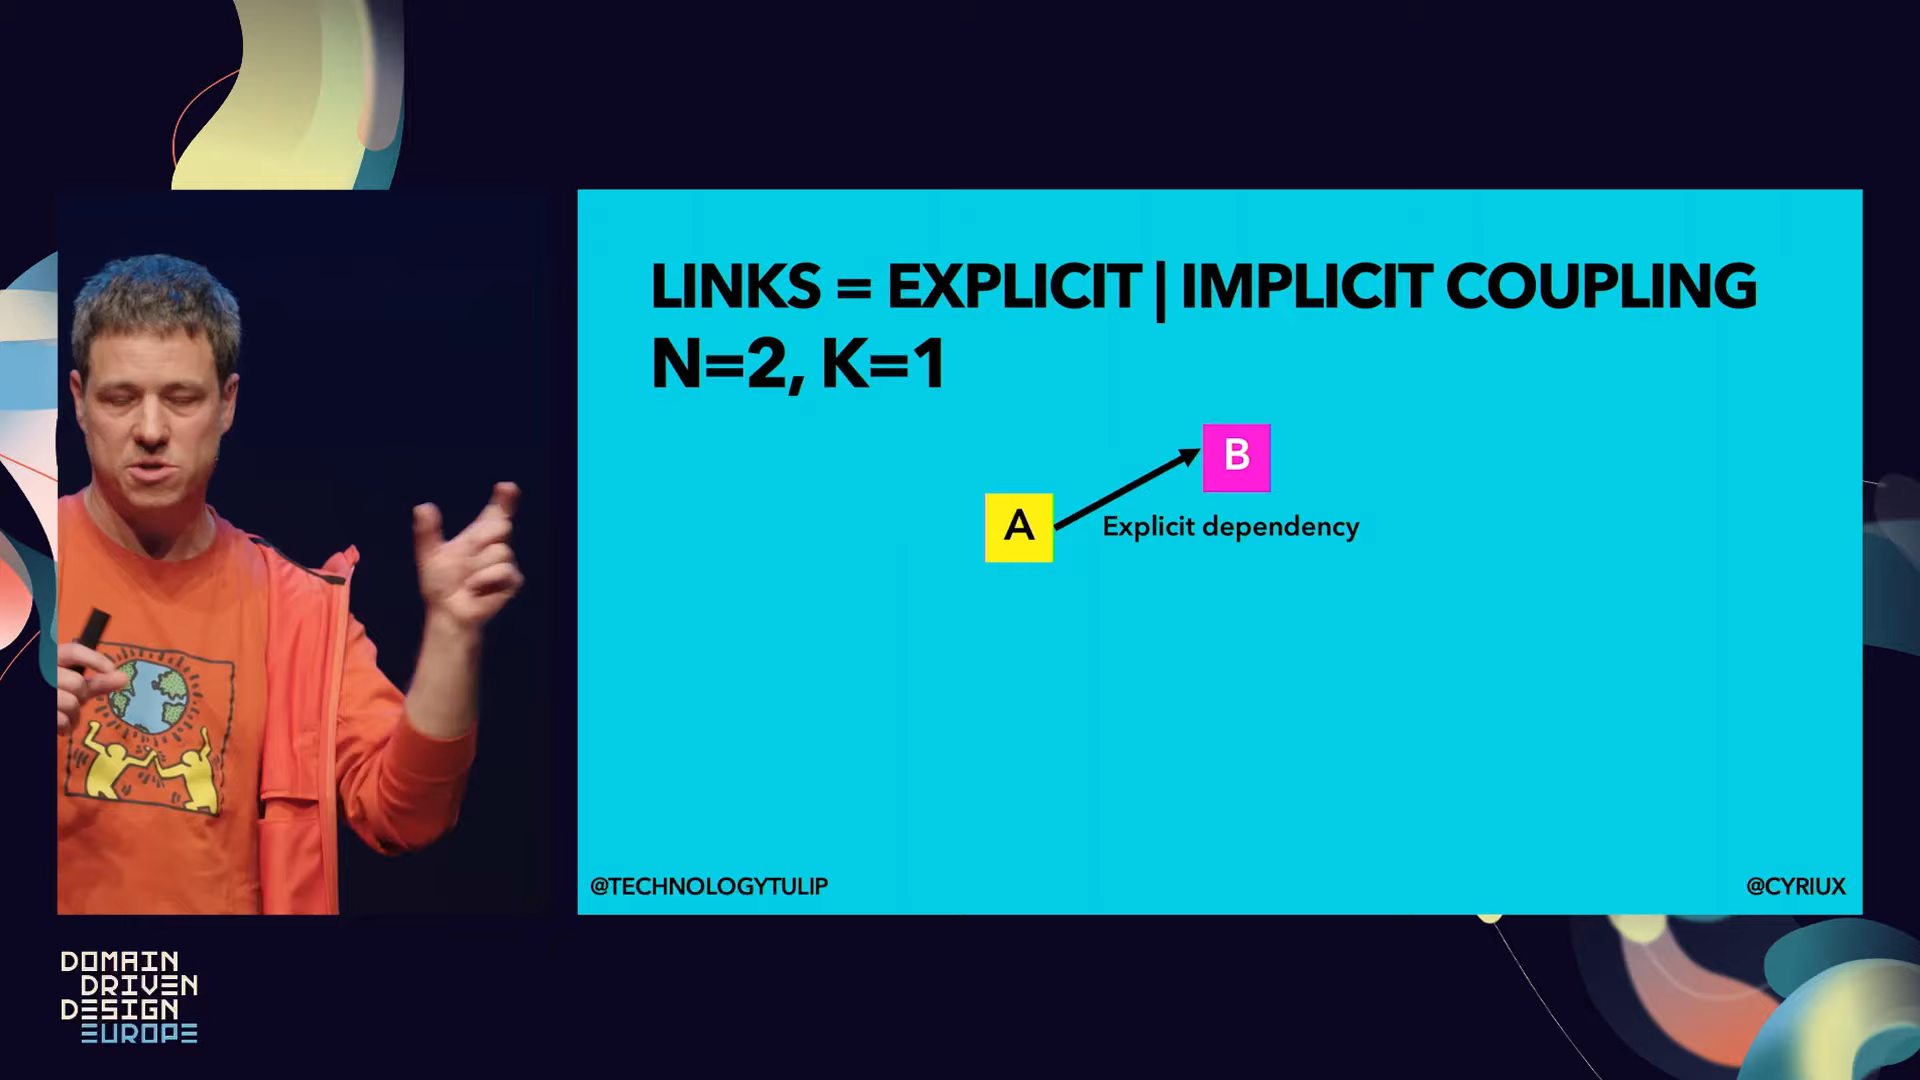 LINKS = EXPLICIT | IMPLICIT COUPLING
N=2, K=1
B
A
Explicit dependency
@TECHNOLOGYTULIP
@CYRIUX
DOMAIN
DRIVEN
DESIGN
EUROPE